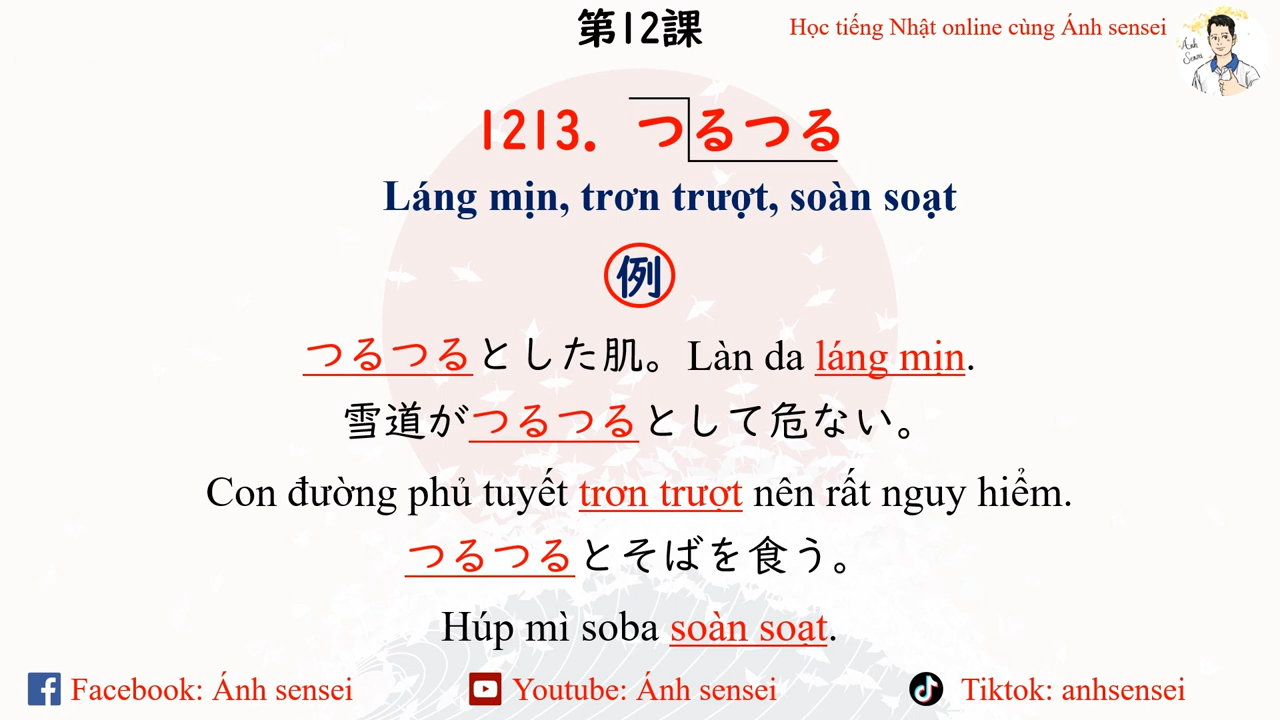 第12課
Học tiếng Nhật online cùng Ánh sensei
Ánh
Sensei
1213. つるつる
Láng mịn, trơn trượt, soàn soạt
例
つるつるとした肌。Làn da láng mịn.
雪道がつるつるとして危ない。
Con đường phủ tuyết trơn trượt nên rất nguy hiểm.
つるつるとそばを食う。
Húp mì soba soàn soạt.
Facebook: Ánh sensei
Youtube: Ánh sensei
Tiktok: anhsensei